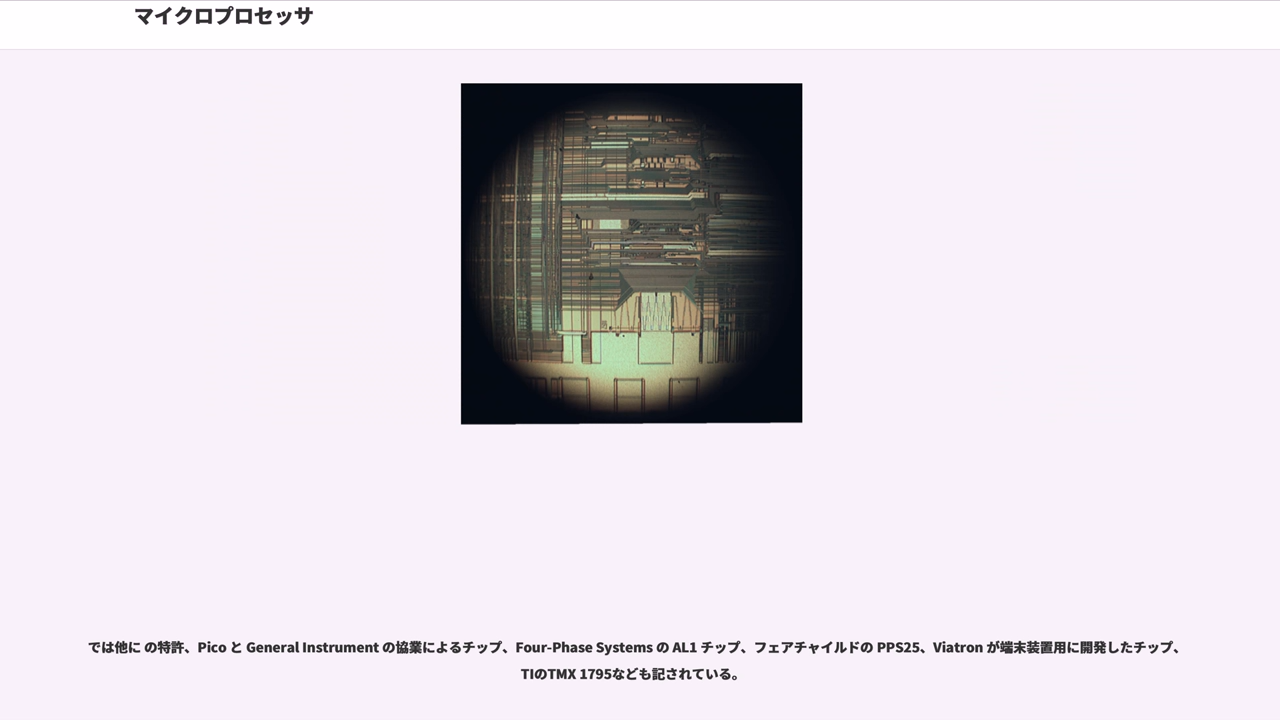 マイクロプロセッサ
では他に の特許、Pico と General Instrument の協業によるチップ、Four-Phase Systems の AL1 チップ、フェアチャイルドの PPS25、Viatron が端末装置用に開発したチップ、
TIのTMX 1795なども記されている。